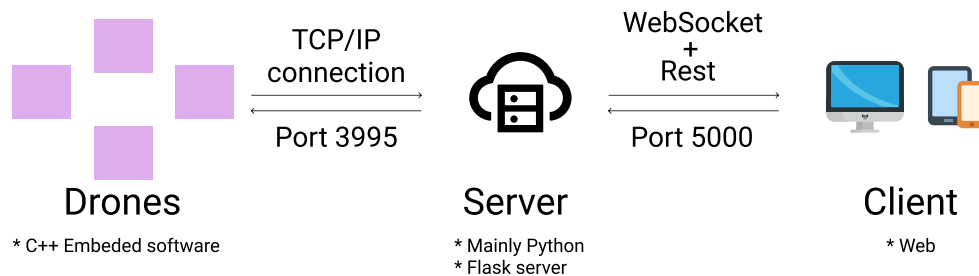 TCP/IP
connection
Port 3995
WebSocket
+
Rest
Port 5000
Drones
* C++ Embeded software
Server
* Mainly Python
* Flask server
Client
* Web